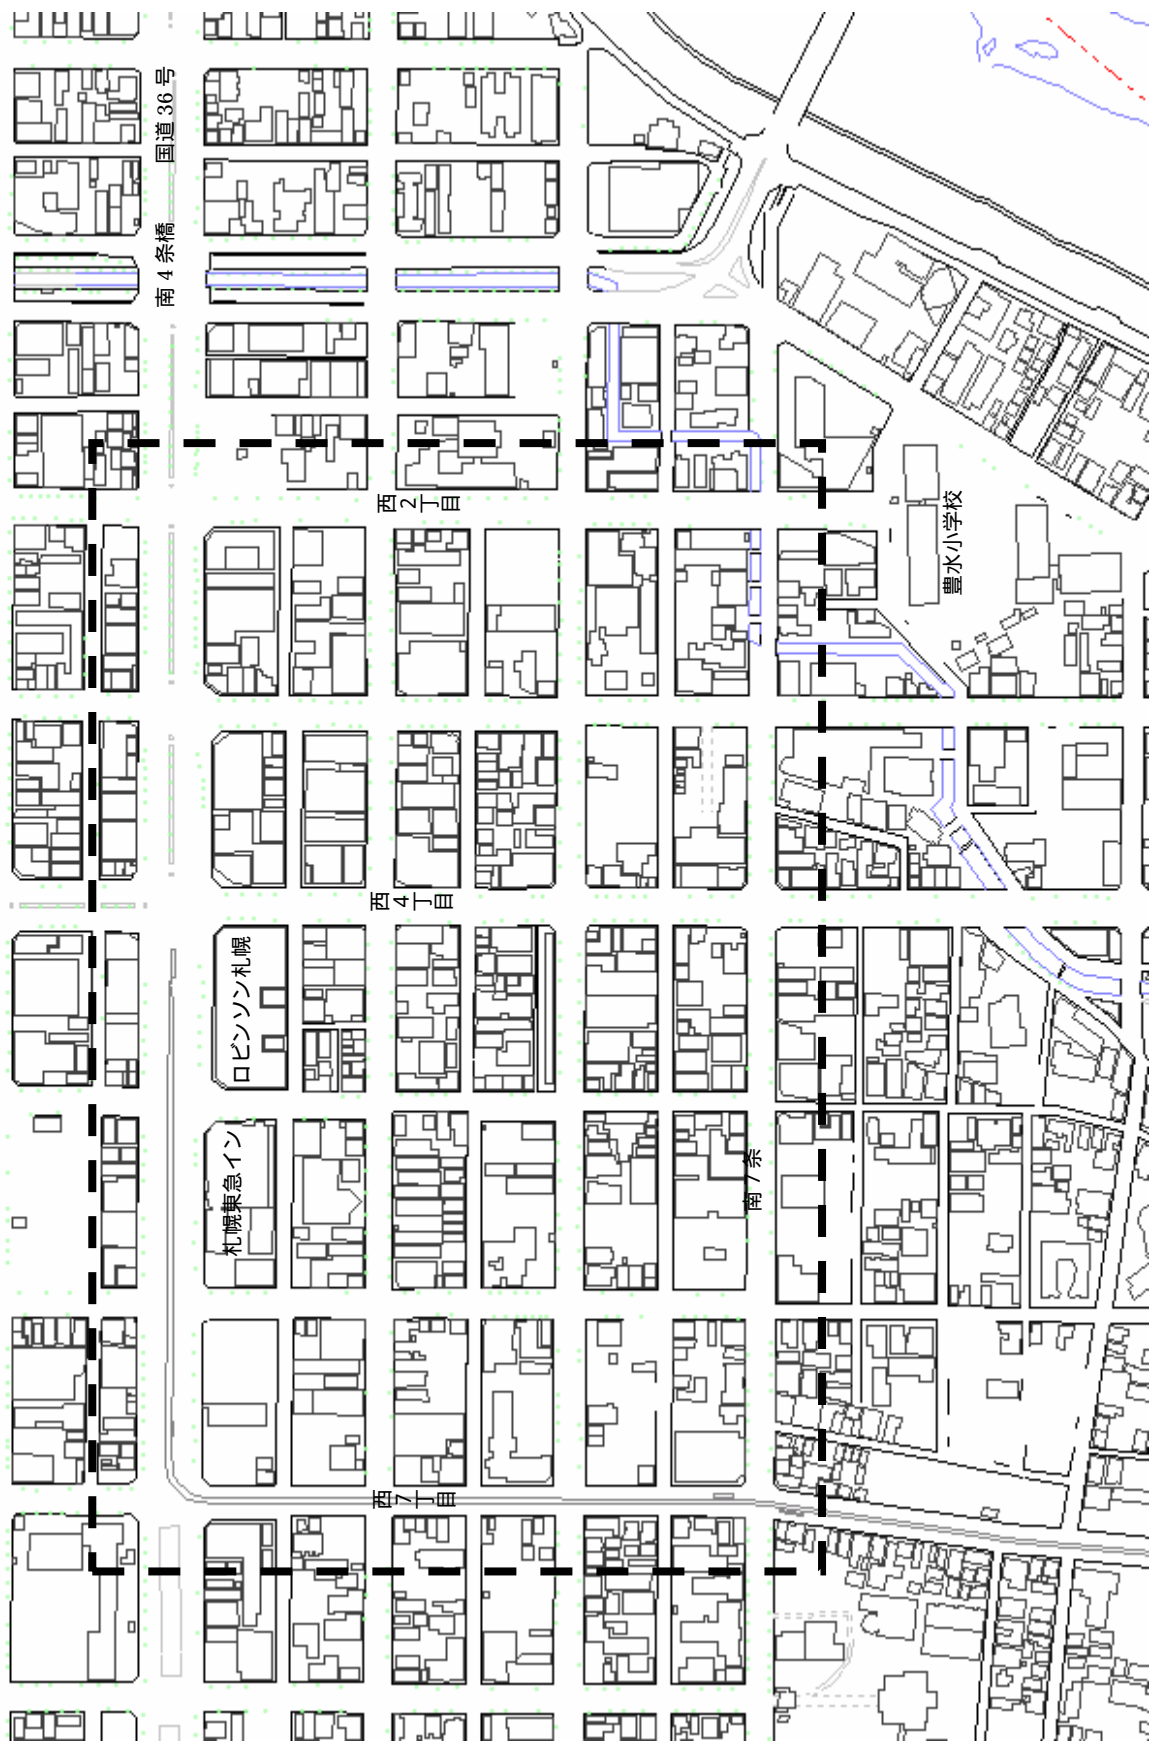 国道 36 号
南 4 条橋
西 2 丁目
豊水小学校
西 4 丁目
ロビンソン札幌
札幌東急イン
南 7 条
西 7 丁目